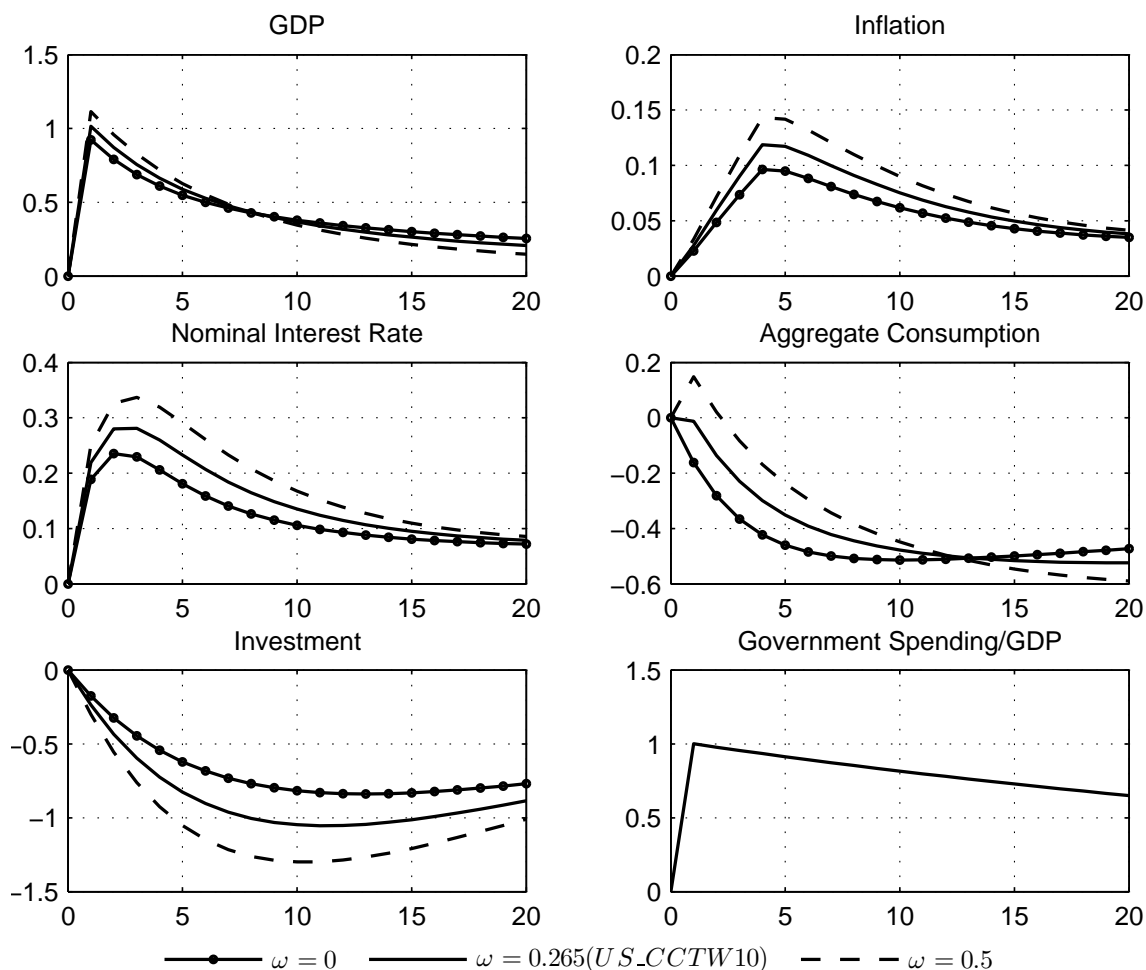 GDP
Inflation
1.5
1
0.5
0
0 5 10 15 20
0.2
0.15
0.1
0.05
0
0 5 10 15 20
Nominal Interest Rate
Aggregate Consumption
0.4
0.3
0.2
0.1
0
0 5 10 15 20
0.2
0
−0.2
−0.4
−0.6
0 5 10 15 20
Investment
Government Spending/GDP
0
−0.5
−1
−1.5
0 5 10 15 20
1.5
1
0.5
0
0 5 10 15 20
ω = 0 ω = 0.265(US_CCTW10) ω = 0.5